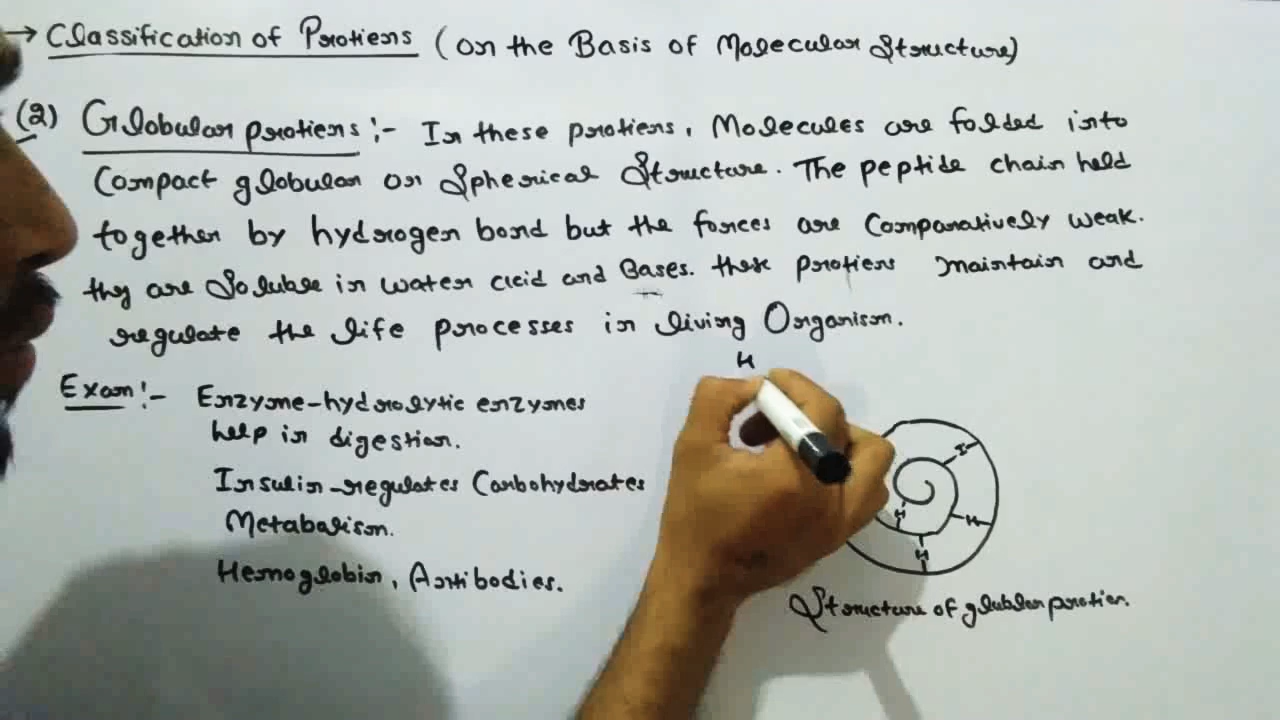 → Classification of Protiens (on the Basis of Molecular Structure)
(2) Globular protiens :- In these protiens, Molecules are folded into
Compact globular or Spherical Structure. The peptide chain held
together by hydrogen bond but the forces are Comparatively weak.
they are Soluble in water acid and Bases. these protiens maintain and
regulate the life processes in living Organism.
H
Exam :- Enzyme-hydrolytic enzymes
help in digestion.
Insulin-regulates Carbohydrates
Metabolism.
Hemoglobin, Antibodies.
H
H
H
H
Structure of glublar protien.